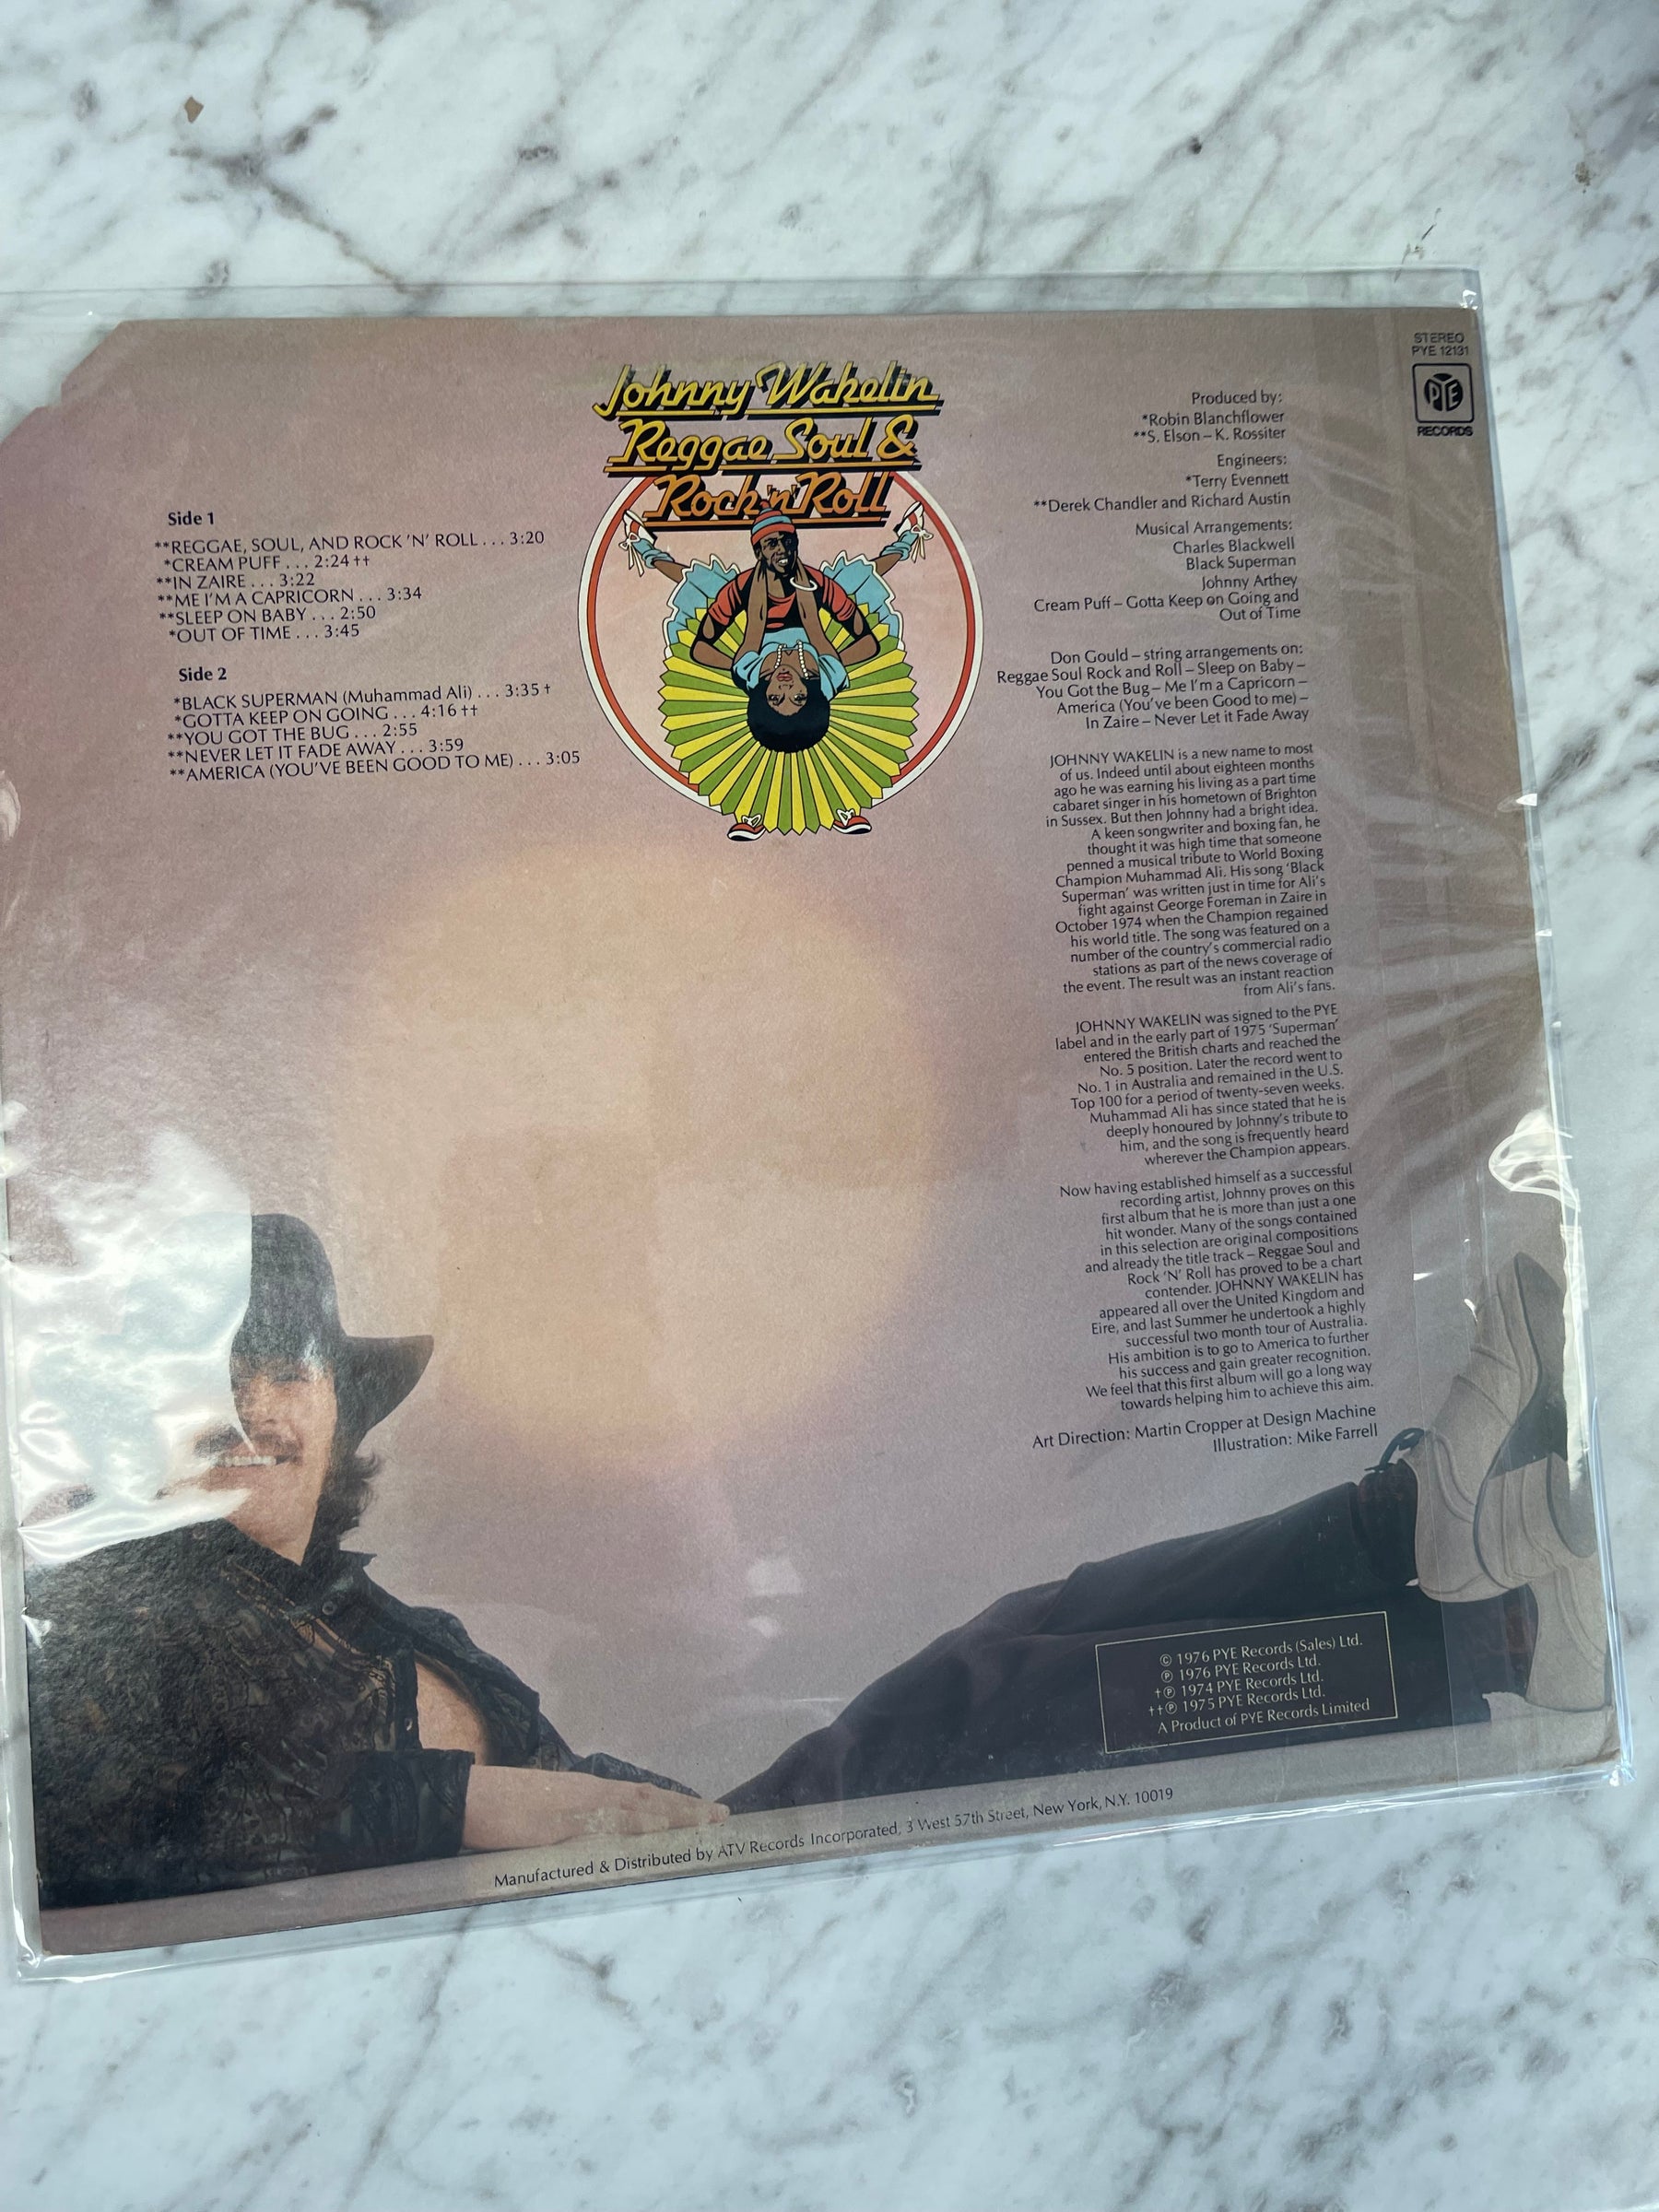 Johnny Wakelin
Reggae Soul &
Rock 'n' Roll
STEREO
PYE 12131
PYE
RECORDS
Side 1
**REGGAE, SOUL, AND ROCK 'N' ROLL . . . 3:20
*CREAM PUFF . . . 2:24 ††
**IN ZAIRE . . . 3:22
**ME I'M A CAPRICORN . . . 3:34
**SLEEP ON BABY . . . 2:50
*OUT OF TIME . . . 3:45
Side 2
*BLACK SUPERMAN (Muhammad Ali) . . . 3:35 †
*GOTTA KEEP ON GOING . . . 4:16 ††
**YOU GOT THE BUG . . . 2:55
**NEVER LET IT FADE AWAY . . . 3:59
**AMERICA (YOU'VE BEEN GOOD TO ME) . . . 3:05
Produced by:
*Robin Blanchflower
**S. Elson – K. Rossiter
Engineers:
*Terry Evennett
**Derek Chandler and Richard Austin
Musical Arrangements:
Charles Blackwell
Black Superman
Johnny Arthey
Cream Puff – Gotta Keep on Going and
Out of Time
Don Gould – string arrangements on:
Reggae Soul Rock and Roll – Sleep on Baby –
You Got the Bug – Me I'm a Capricorn –
America (You've been Good to me) –
In Zaire – Never Let it Fade Away
JOHNNY WAKELIN is a new name to most
of us. Indeed until about eighteen months
ago he was earning his living as a part time
cabaret singer in his hometown of Brighton
in Sussex. But then Johnny had a bright idea.
A keen songwriter and boxing fan, he
thought it was high time that someone
penned a musical tribute to World Boxing
Champion Muhammad Ali. His song 'Black
Superman' was written just in time for Ali's
fight against George Foreman in Zaire in
October 1974 when the Champion regained
his world title. The song was featured on a
number of the country's commercial radio
stations as part of the news coverage of
the event. The result was an instant reaction
from Ali's fans.
JOHNNY WAKELIN was signed to the PYE
label and in the early part of 1975 'Superman'
entered the British charts and reached the
No. 5 position. Later the record went to
No. 1 in Australia and remained in the U.S.
Top 100 for a period of twenty-seven weeks.
Muhammad Ali has since stated that he is
deeply honoured by Johnny's tribute to
him, and the song is frequently heard
wherever the Champion appears.
Now having established himself as a successful
recording artist, Johnny proves on this
first album that he is more than just a one
hit wonder. Many of the songs contained
in this selection are original compositions
and already the title track – Reggae Soul and
Rock 'N' Roll has proved to be a chart
contender. JOHNNY WAKELIN has
appeared all over the United Kingdom and
Eire, and last Summer he undertook a highly
successful two month tour of Australia.
His ambition is to go to America to further
his success and gain greater recognition.
We feel that this first album will go a long way
towards helping him to achieve this aim.
Art Direction: Martin Cropper at Design Machine
Illustration: Mike Farrell
© 1976 PYE Records (Sales) Ltd.
℗ 1976 PYE Records Ltd.
†℗ 1974 PYE Records Ltd.
††℗ 1975 PYE Records Ltd.
A Product of PYE Records Limited
Manufactured & Distributed by ATV Records Incorporated, 3 West 57th Street, New York, N.Y. 10019